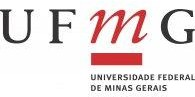 UFmG
UNIVERSIDADE FEDERAL
DE MINAS GERAIS